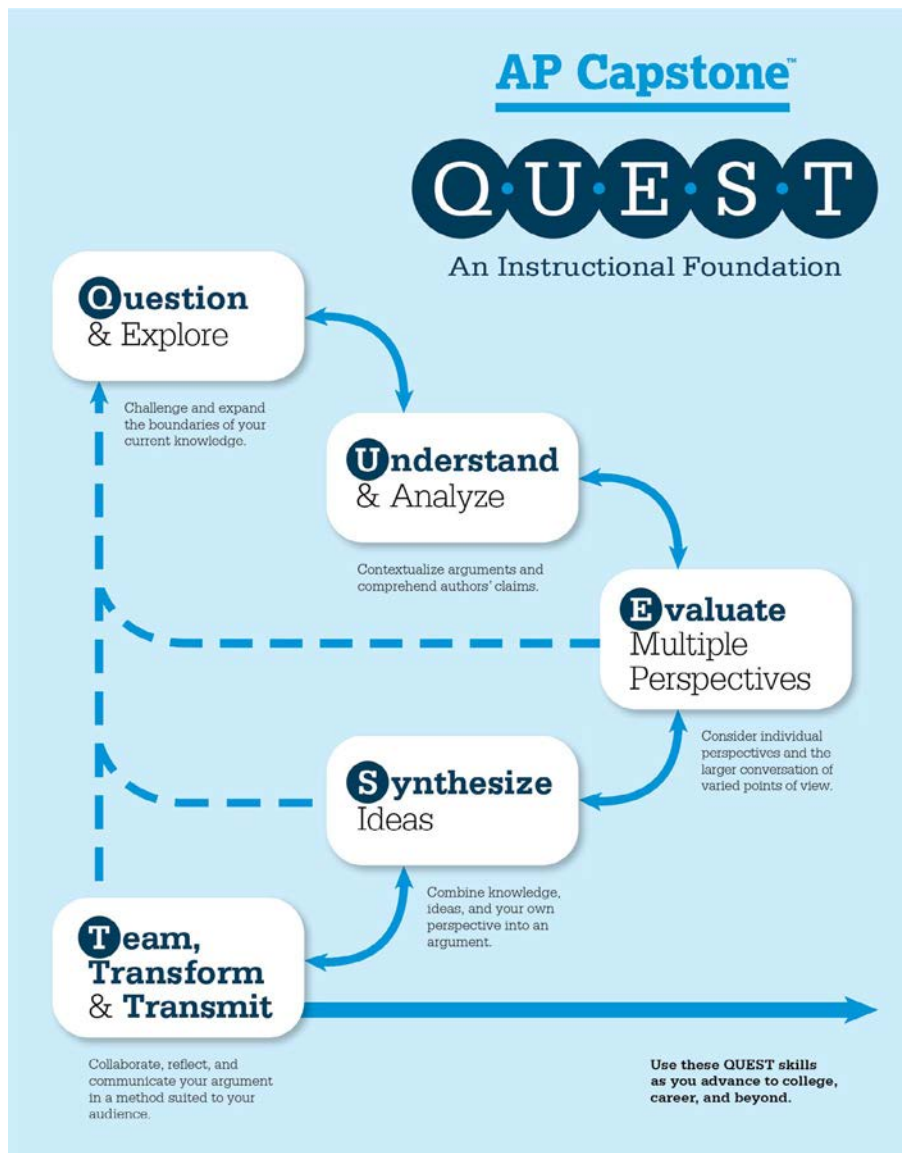 AP Capstone™
Q·U·E·S·T
An Instructional Foundation
Question
& Explore
Challenge and expand
the boundaries of your
current knowledge.
Understand
& Analyze
Contextualize arguments and
comprehend authors' claims.
Evaluate
Multiple
Perspectives
Consider individual
perspectives and the
larger conversation of
varied points of view.
Synthesize
Ideas
Combine knowledge,
ideas, and your own
perspective into an
argument.
Team,
Transform
& Transmit
Collaborate, reflect, and
communicate your argument
in a method suited to your
audience.
Use these QUEST skills
as you advance to college,
career, and beyond.